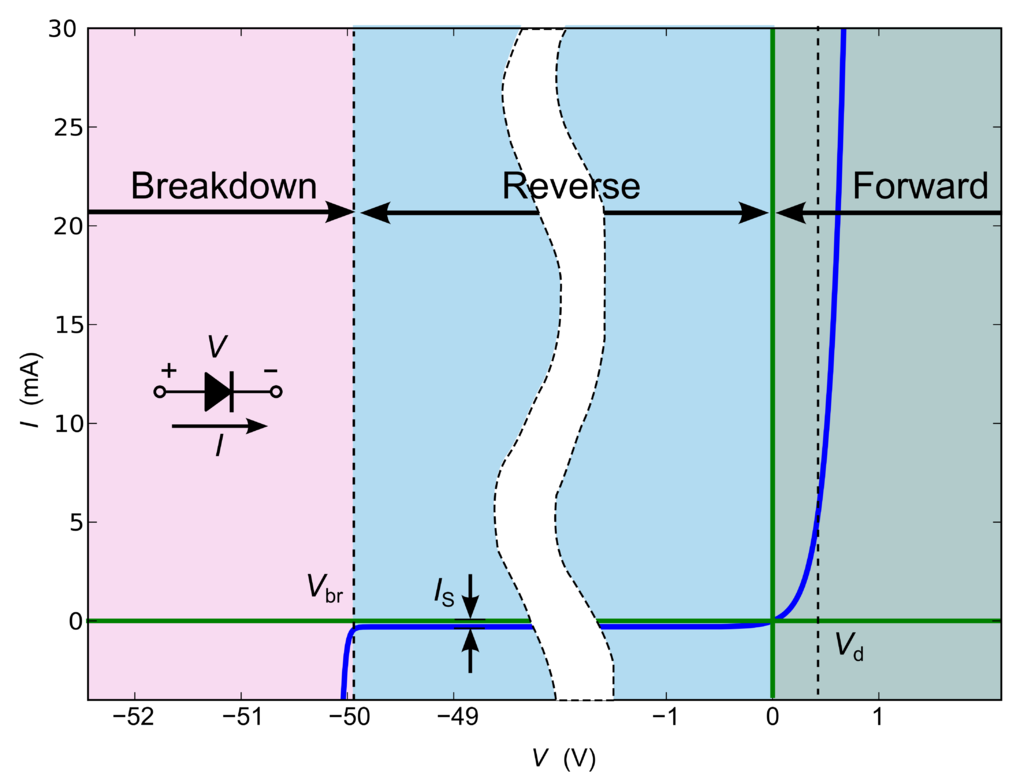 30
25
Breakdown
Reverse
Forward
20
15
V
+ −
I
I (mA)
10
5
V_br
I_S
0
V_d
−52 −51 −50 −49 −1 0 1
V (V)